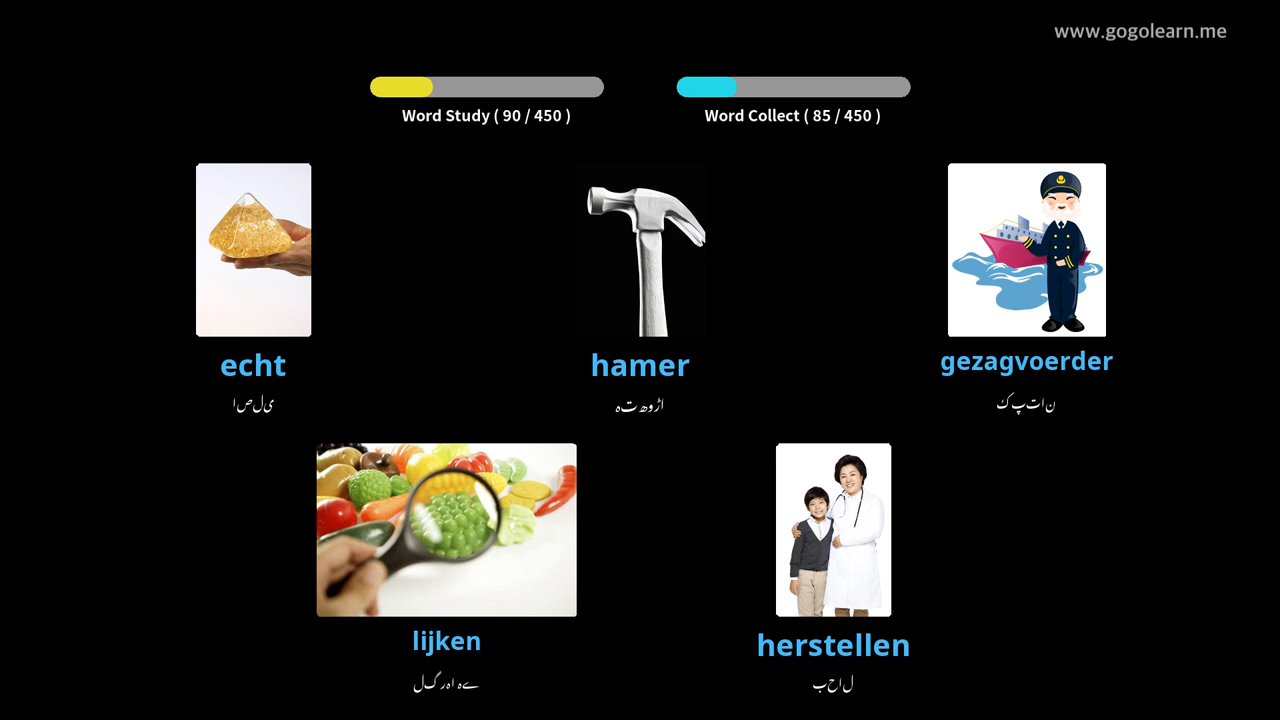 www.gogolearn.me
Word Study ( 90 / 450 )
Word Collect ( 85 / 450 )
echt
اصلی
hamer
ہتھوڑا
gezagvoerder
کپتان
lijken
لگ رہا ہے
herstellen
بحال